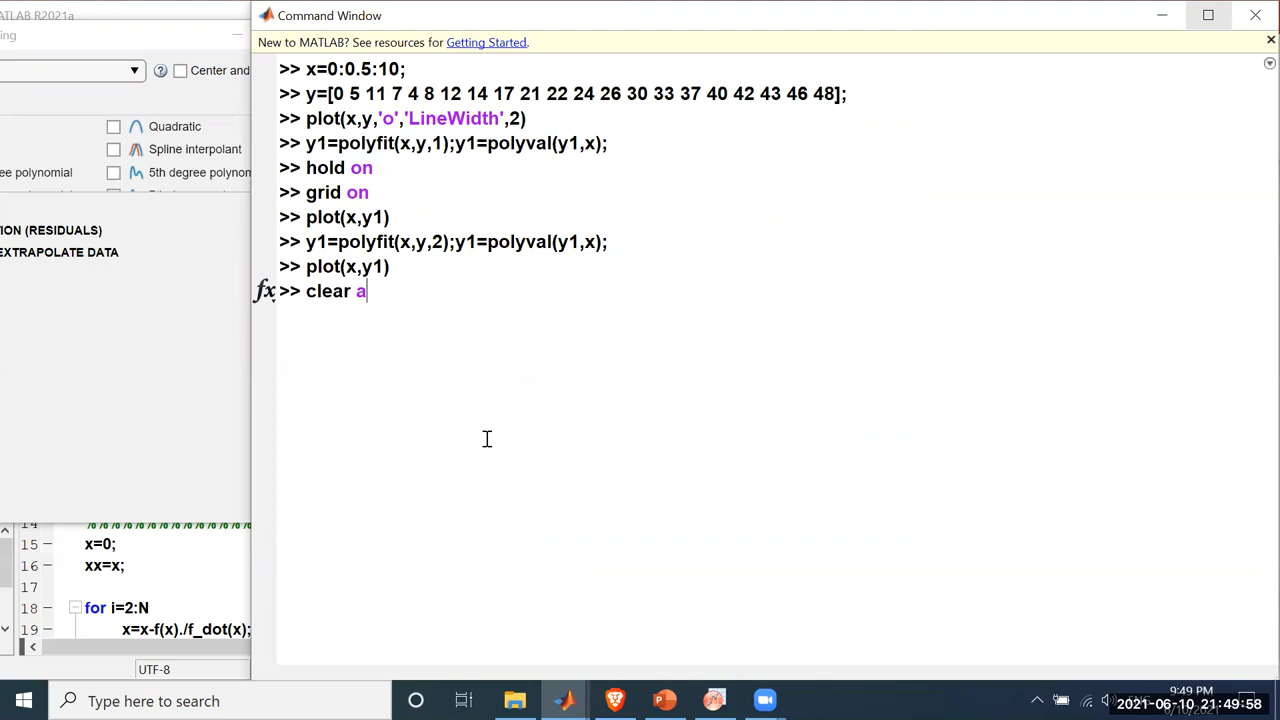 MATLAB R2021a
Command Window
ing
New to MATLAB? See resources for Getting Started.
Center and
Quadratic
Spline interpolant
ee polynomial
5th degree polynom
ION (RESIDUALS)
EXTRAPOLATE DATA
>> x=0:0.5:10;
>> y=[0 5 11 7 4 8 12 14 17 21 22 24 26 30 33 37 40 42 43 46 48];
>> plot(x,y,'o','LineWidth',2)
>> y1=polyfit(x,y,1);y1=polyval(y1,x);
>> hold on
>> grid on
>> plot(x,y1)
>> y1=polyfit(x,y,2);y1=polyval(y1,x);
>> plot(x,y1)
fx >> clear a
14 %%%%%%%%%%%%%%
15 x=0;
16 xx=x;
17
18 for i=2:N
19 x=x-f(x)./f_dot(x);
UTF-8
Type here to search
9:49 PM
2021-06-10 21:49:58